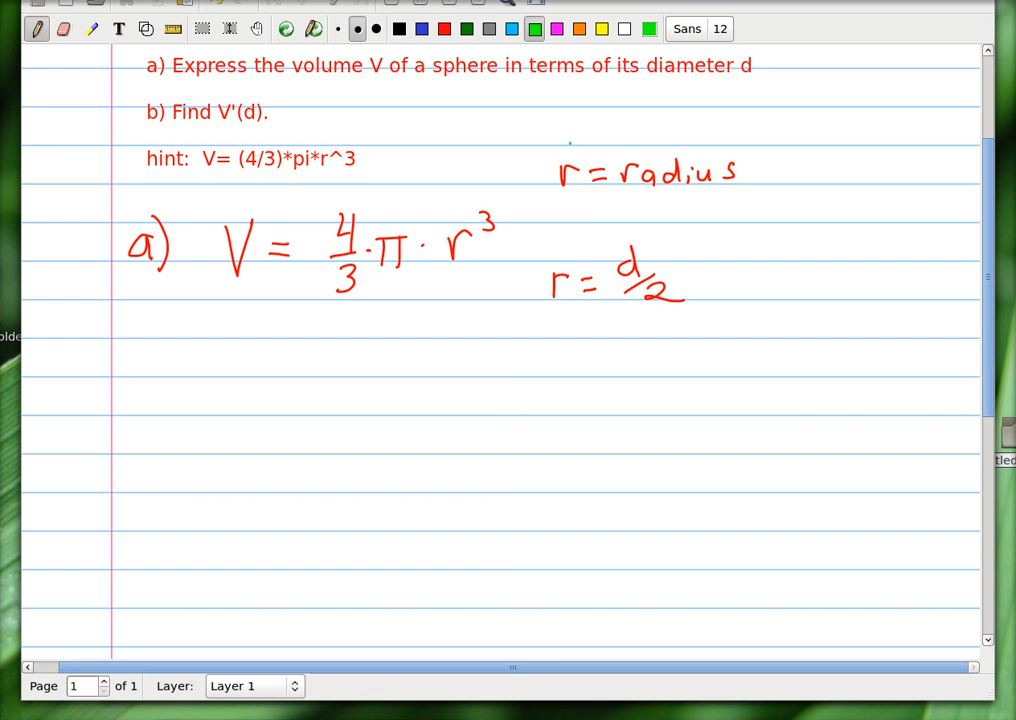 Sans 12
a) Express the volume V of a sphere in terms of its diameter d
b) Find V'(d).
hint: V= (4/3)*pi*r^3
r = radius
a) V = 4/3 · π · r³
r = d/2
Page 1 of 1 Layer: Layer 1